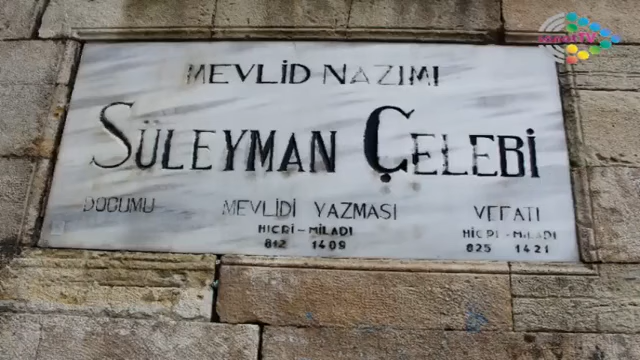 MEVLİD NAZIMI
SÜLEYMAN ÇELEBİ
DOĞUMU MEVLİDİ YAZMASI VEFATI
HİCRİ-MİLADİ HİCRİ-MİLADİ
812 1409 825 1421